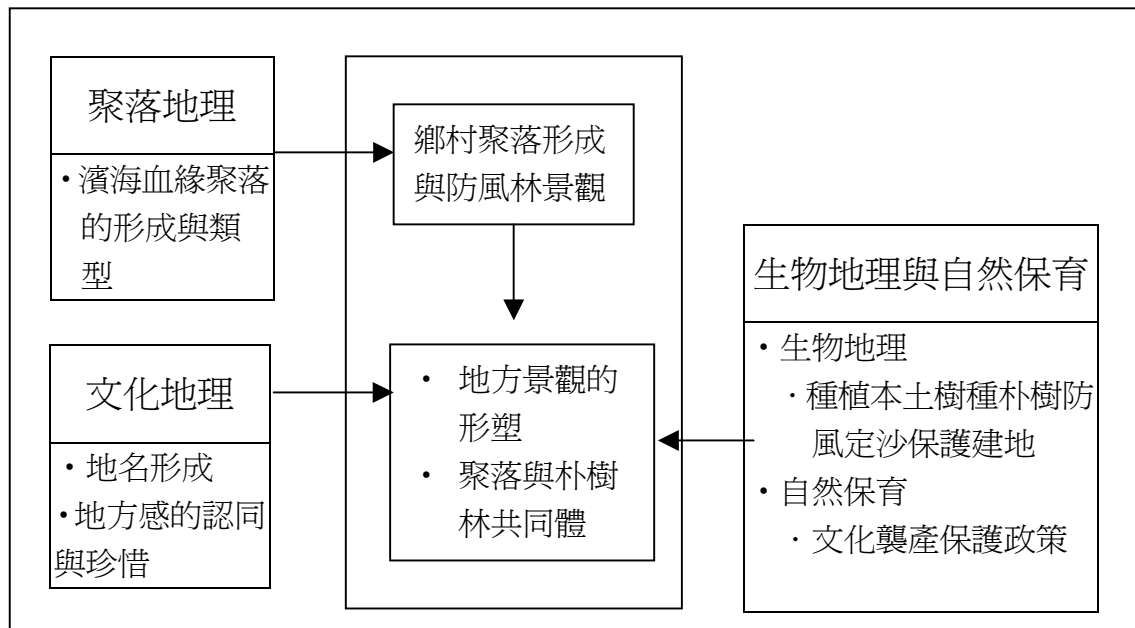 聚落地理
•濱海血緣聚落
的形成與類
型
文化地理
• 地名形成
•地方感的認同
與珍惜
鄉村聚落形成
與防風林景觀
• 地方景觀的
形塑
• 聚落與朴樹
林共同體
生物地理與自然保育
• 生物地理
•種植本土樹種朴樹防
風定沙保護建地
• 自然保育
•文化襲產保護政策